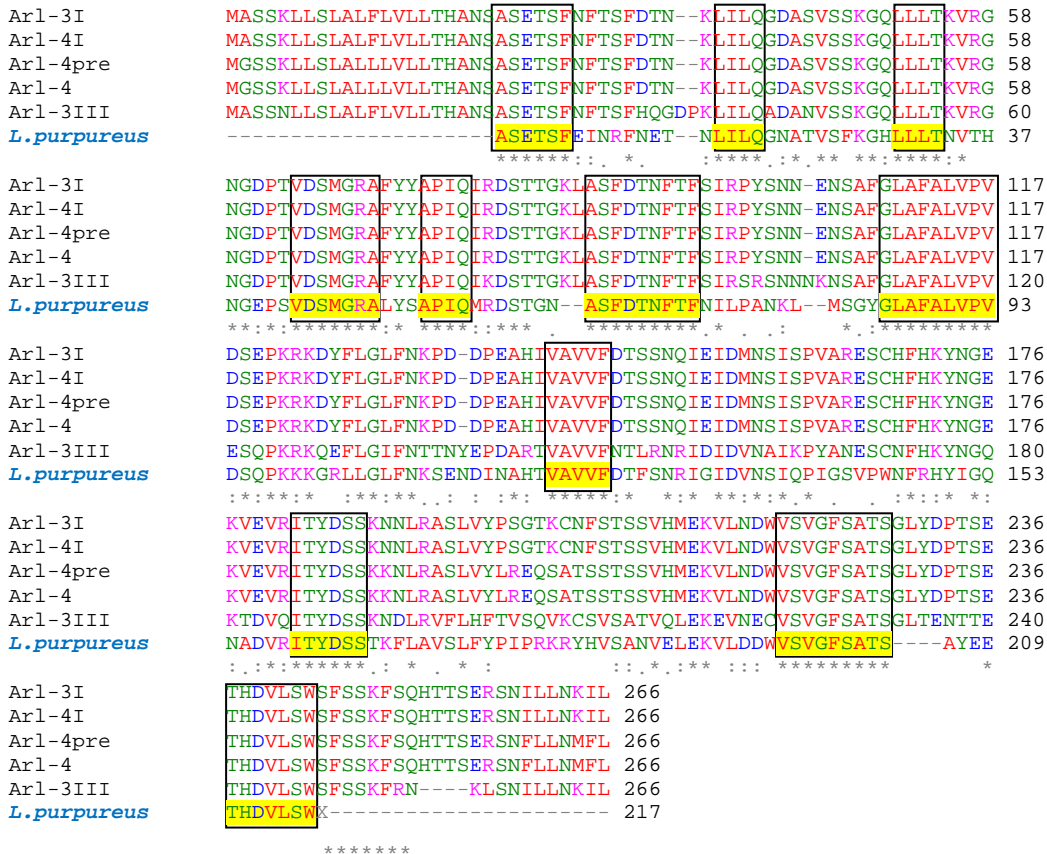 Arl-3I MASSKLLSLALFLVLLTHANSASETSFNFTSFDTN--KLILQGDASVSSKGQLLLTKVRG 58
Arl-4I MASSKLLSLALFLVLLTHANSASETSFNFTSFDTN--KLILQGDASVSSKGQLLLTKVRG 58
Arl-4pre MGSSKLLSLALLLVLLTHANSASETSFNFTSFDTN--KLILQGDASVSSKGQLLLTKVRG 58
Arl-4 MASSKLLSLALFLVLLTLANSASETSFNFTSFDTN--KLILQGDASVSSKGQLLLTKVRG 58
Arl-3III MASSNLLSLALFLVLLTHANSASETSFNFTSFHQGDPKLILQADANVSSKGQLLLTKVRG 60
L.purpureus ---------------------ASETSFEINRFNET--NLILQGNATVSFKGHLLLTNVTH 37
******::. *.   :****:.*.** **:****:*
Arl-3I NGDPTVDSMGRAFYYAPIQIRDSTTGKLASFDTNFTFSIRPYSNN-ENSAFGLAFALVPV 117
Arl-4I NGDPTVDSMGRAFYYAPIQIRDSTTGKLASFDTNFTFSIRPYSNN-ENSAFGLAFALVPV 117
Arl-4pre NGDPTVDSMGRAFYYAPIQIRDSTTGKLASFDTNFTFSIRPYSNN-ENSAFGLAFALVPV 117
Arl-4 NGDPTVDSMGRAFYYAPIQIRDSTTGKLASFDTNFTFSIRPYSNN-ENSAFGLAFALVPV 117
Arl-3III NGDPTVDSMGRAFYYAPIQIKDSTTGKLASFDTNFTFSIRSRSNNNKNSAFGLAFALVPV 120
L.purpureus NGEPSVDSMGRALYSAPIQMRDSTGN--ASFDTNFTFNILPANKL--MSGYGLAFALVPV 93
**:*:*******:* ****::***  .  *********.*  . .:    *.:********
Arl-3I DSEPKRKDYFLGLFNKPD-DPEAHIVAVVFDTSSNQIEIDMNSISPVARESCHFHKYNGE 176
Arl-4I DSEPKRKDYFLGLFNKPD-DPEAHIVAVVFDTSSNQIEIDMNSISPVARESCHFHKYNGE 176
Arl-4pre DSEPKRKDYFLGLFNKPD-DPEAHIVAVVFDTSSNQIEIDMNSISPVARESCHFHKYNGE 176
Arl-4 DSEPKRKDYFLGLFNKPD-DPEAHIVAVVFDTSSNQIEIDMNSISPVARESCHFHKYNGE 176
Arl-3III ESQPKRKQEFLGIFNTTNYEPDARTVAVVFNTLRNRIDIDVNAIKPYANESCNFHKYNGQ 180
L.purpureus DSQPKKKGRLLGLFNKSENDINAHTVAVVFDTFSNRIGIDVNSIQPIGSVPWNFRHYIGQ 153
:*:**:*  :**:**..: : :*: *****:*  *:* **:*:*.* .  . :*::* *:
Arl-3I KVEVRITYDSSKNNLRASLVYPSGTKCNFSTSSVHMEKVLNDWVSVGFSATSGLYDPTSE 236
Arl-4I KVEVRITYDSSKNNLRASLVYPSGTKCNFSTSSVHMEKVLNDWVSVGFSATSGLYDPTSE 236
Arl-4pre KVEVRITYDSSKKNLRASLVYLREQSATSSTSSVHMEKVLNDWVSVGFSATSGLYDPTSE 236
Arl-4 KVEVRITYDSSKKNLRASLVYLREQSATSSTSSVHMEKVLNDWVSVGFSATSGLYDPTSE 236
Arl-3III KTDVQITYDSSKNDLRVFLHFTSVQVKCSVSATVQLEKEVNECVSVGFSATSGLTENTTE 240
L.purpureus NADVRITYDSSTKFLAVSLFYPIPRKRYHVSANVELEKVLDDWVSVGFSATS----AYEE 209
:.:*:******.: * . * :           ::.*.:** ::: *********       *
Arl-3I THDVLSWSFSSKFSQHTTSERSNILLNKIL 266
Arl-4I THDVLSWSFSSKFSQHTTSERSNILLNKIL 266
Arl-4pre THDVLSWSFSSKFSQHTTSERSNFLLNMFL 266
Arl-4 THDVLSWSFSSKFSQHTTSERSNFLLNMFL 266
Arl-3III THDVLSWSFSSKFRN----KLSNILLNKIL 266
L.purpureus THDVLSWX---------------------- 217
*******